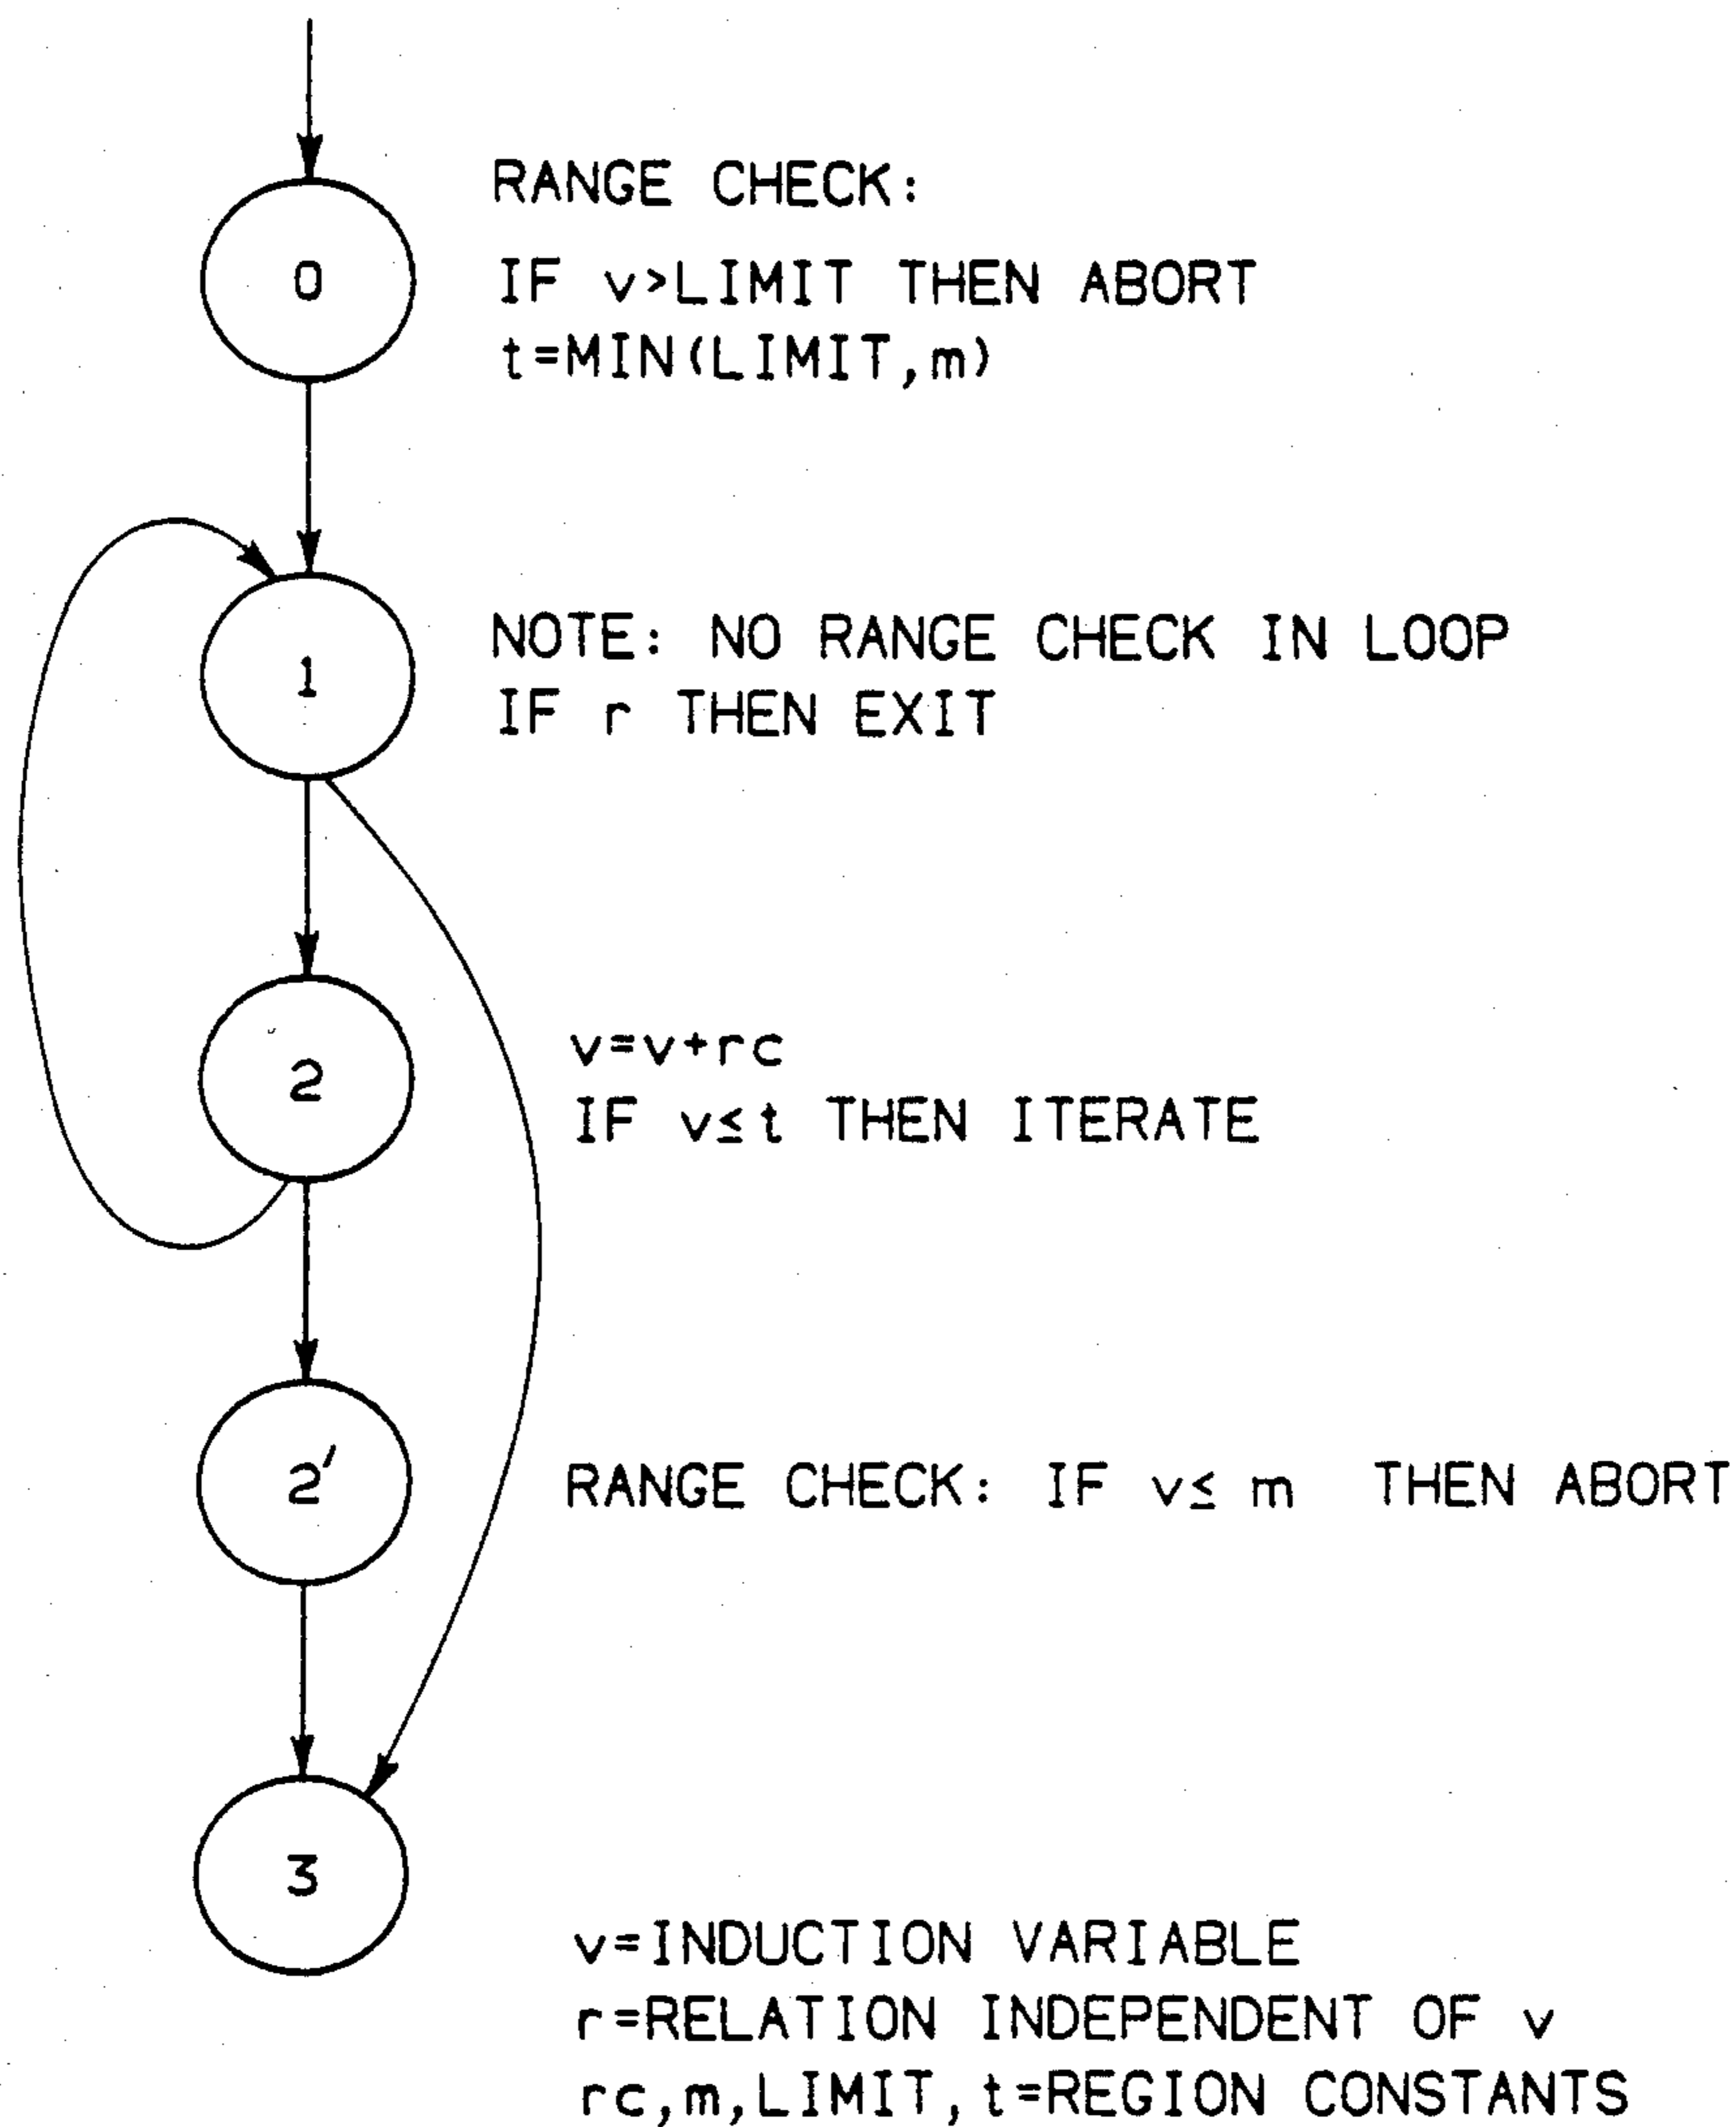 RANGE CHECK:
0
IF v>LIMIT THEN ABORT
t=MIN(LIMIT,m)
NOTE: NO RANGE CHECK IN LOOP
1
IF r THEN EXIT
v=v+rc
2
IF v≤t THEN ITERATE
2'
RANGE CHECK: IF v≤ m THEN ABORT
3
v=INDUCTION VARIABLE
r=RELATION INDEPENDENT OF v
rc,m,LIMIT,t=REGION CONSTANTS